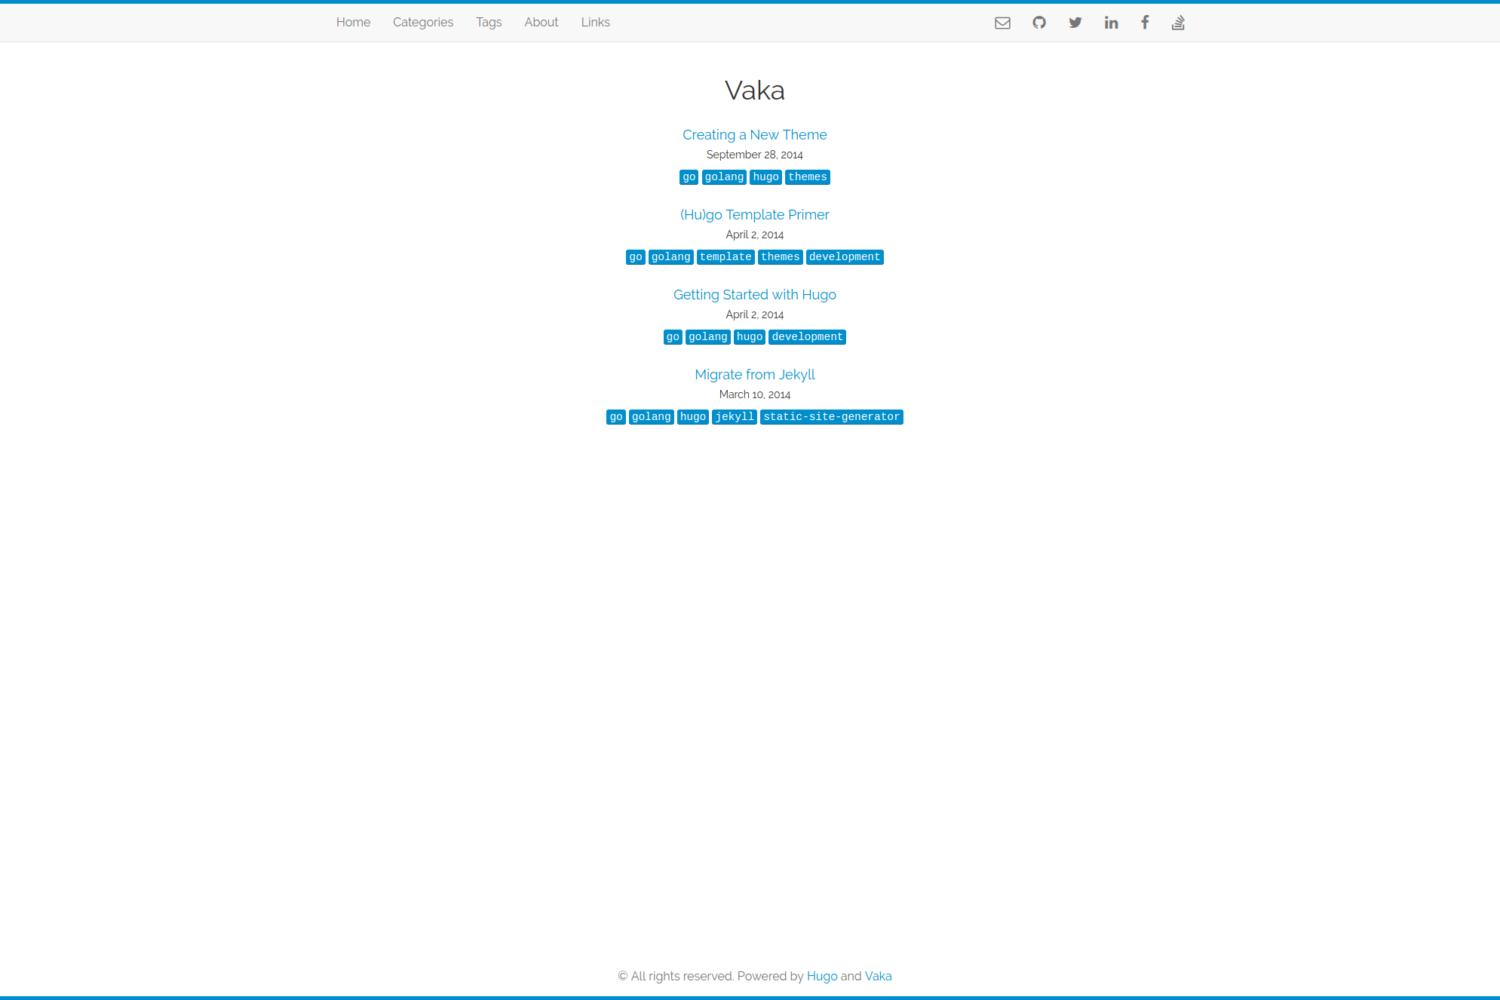 Home Categories Tags About Links
Vaka
Creating a New Theme
September 28, 2014
go golang hugo themes
(Hu)go Template Primer
April 2, 2014
go golang template themes development
Getting Started with Hugo
April 2, 2014
go golang hugo development
Migrate from Jekyll
March 10, 2014
go golang hugo jekyll static-site-generator
© All rights reserved. Powered by Hugo and Vaka